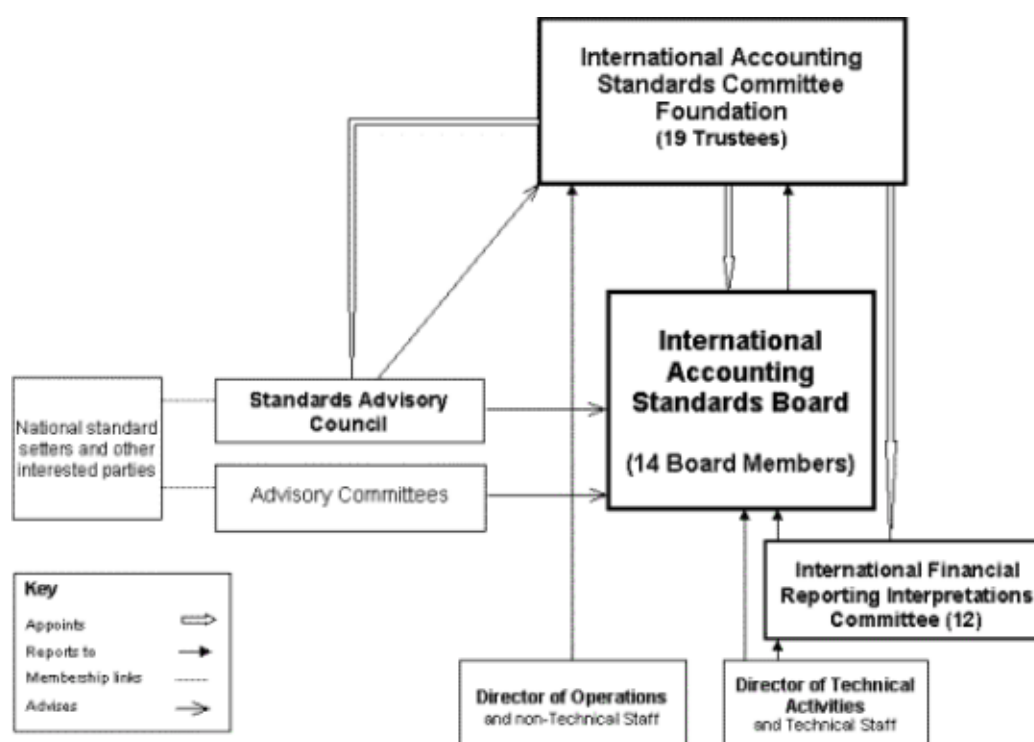 International Accounting
Standards Committee
Foundation
(19 Trustees)
International
Accounting
Standards Board
(14 Board Members)
National standard
setters and other
interested parties
Standards Advisory
Council
Advisory Committees
International Financial
Reporting Interpretations
Committee (12)
Key
Appoints
Reports to
Membership links
Advises
Director of Operations
and non-Technical Staff
Director of Technical
Activities
and Technical Staff